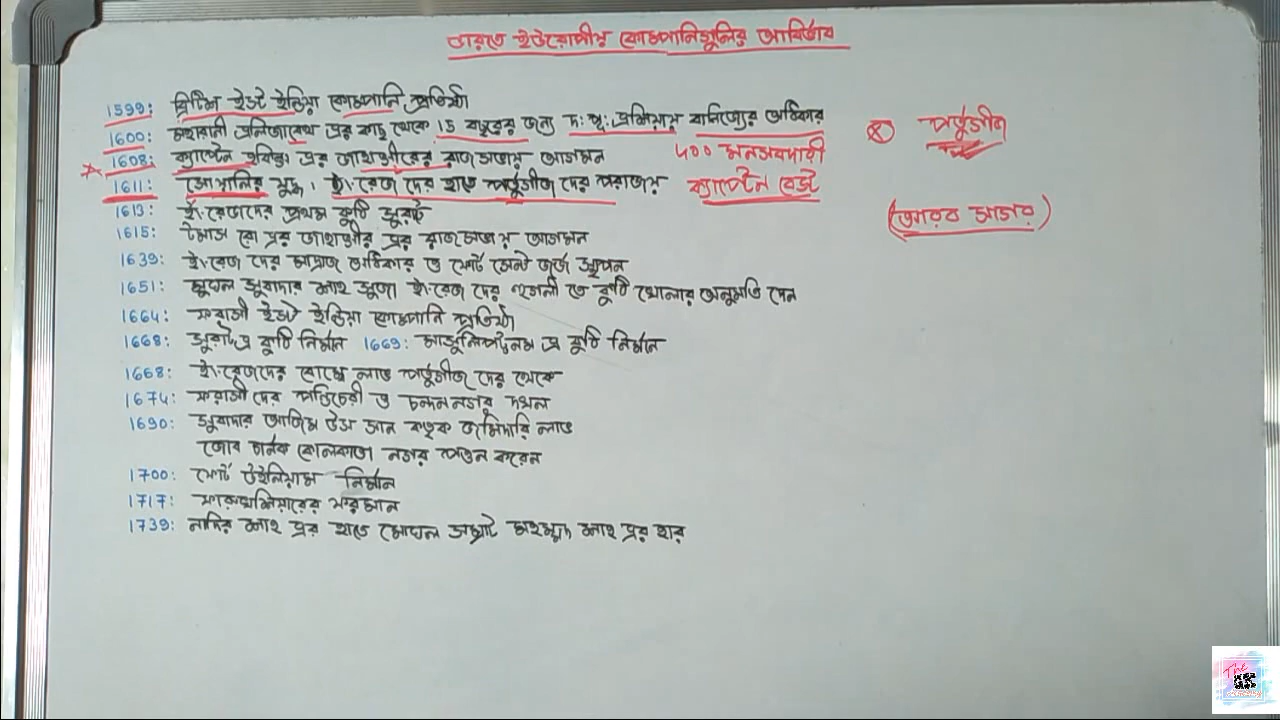 ভারতে ইউরোপীয় কোম্পানিগুলির আবির্ভাব
1599: ব্রিটিশ ইস্ট ইন্ডিয়া কোম্পানি প্রতিষ্ঠা
1600: মহারানী এলিজাবেথ এর কাছ থেকে 15 বছরের জন্য দঃ পূঃ এশিয়ায় বানিজ্যের অধিকার
1608: ক্যাপ্টেন হকিন্স এর জাহাঙ্গীরের রাজসভায় আগমন ৫০০ মনসবদারী
1611: সোয়ালির যুদ্ধ। ইংরেজ দের হাতে পর্তুগীজ দের পরাজয় ক্যাপ্টেন বেস্ট
1613: ইংরেজদের প্রথম কুঠি সুরাট
1615: টমাস রো এর জাহাঙ্গীর এর রাজসভায় আগমন
1639: ইংরেজ দের মাদ্রাজ অধিকার ও ফোর্ট সেন্ট জর্জ স্থাপন
1651: মুঘল সুবাদার শাহ সুজা ইংরেজ দের হুগলী তে কুঠি খোলার অনুমতি দেন
1664: ফরাসী ইস্ট ইন্ডিয়া কোম্পানি প্রতিষ্ঠা
1668: সুরাট এ কুঠি নির্মান 1669: মাসুলিপট্টনম এ কুঠি নির্মান
1668: ইংরেজদের বোম্বে লাভ পর্তুগীজ দের থেকে
1674: ফরাসী দের পন্ডিচেরী ও চন্দননগর দখল
1690: সুবাদার আজিম উস শান কতৃক জমিদারি লাভ
জোব চার্নক কোলকাতা নগর পত্তন করেন
1700: ফোর্ট উইলিয়াম নির্মান
1717: ফারুখশিয়ারের ফরমান
1739: নাদির শাহ এর হাতে মোঘল সম্রাট মহম্মদ শাহ এর হার
পর্তুগীজ
(আরব সাগর)
The